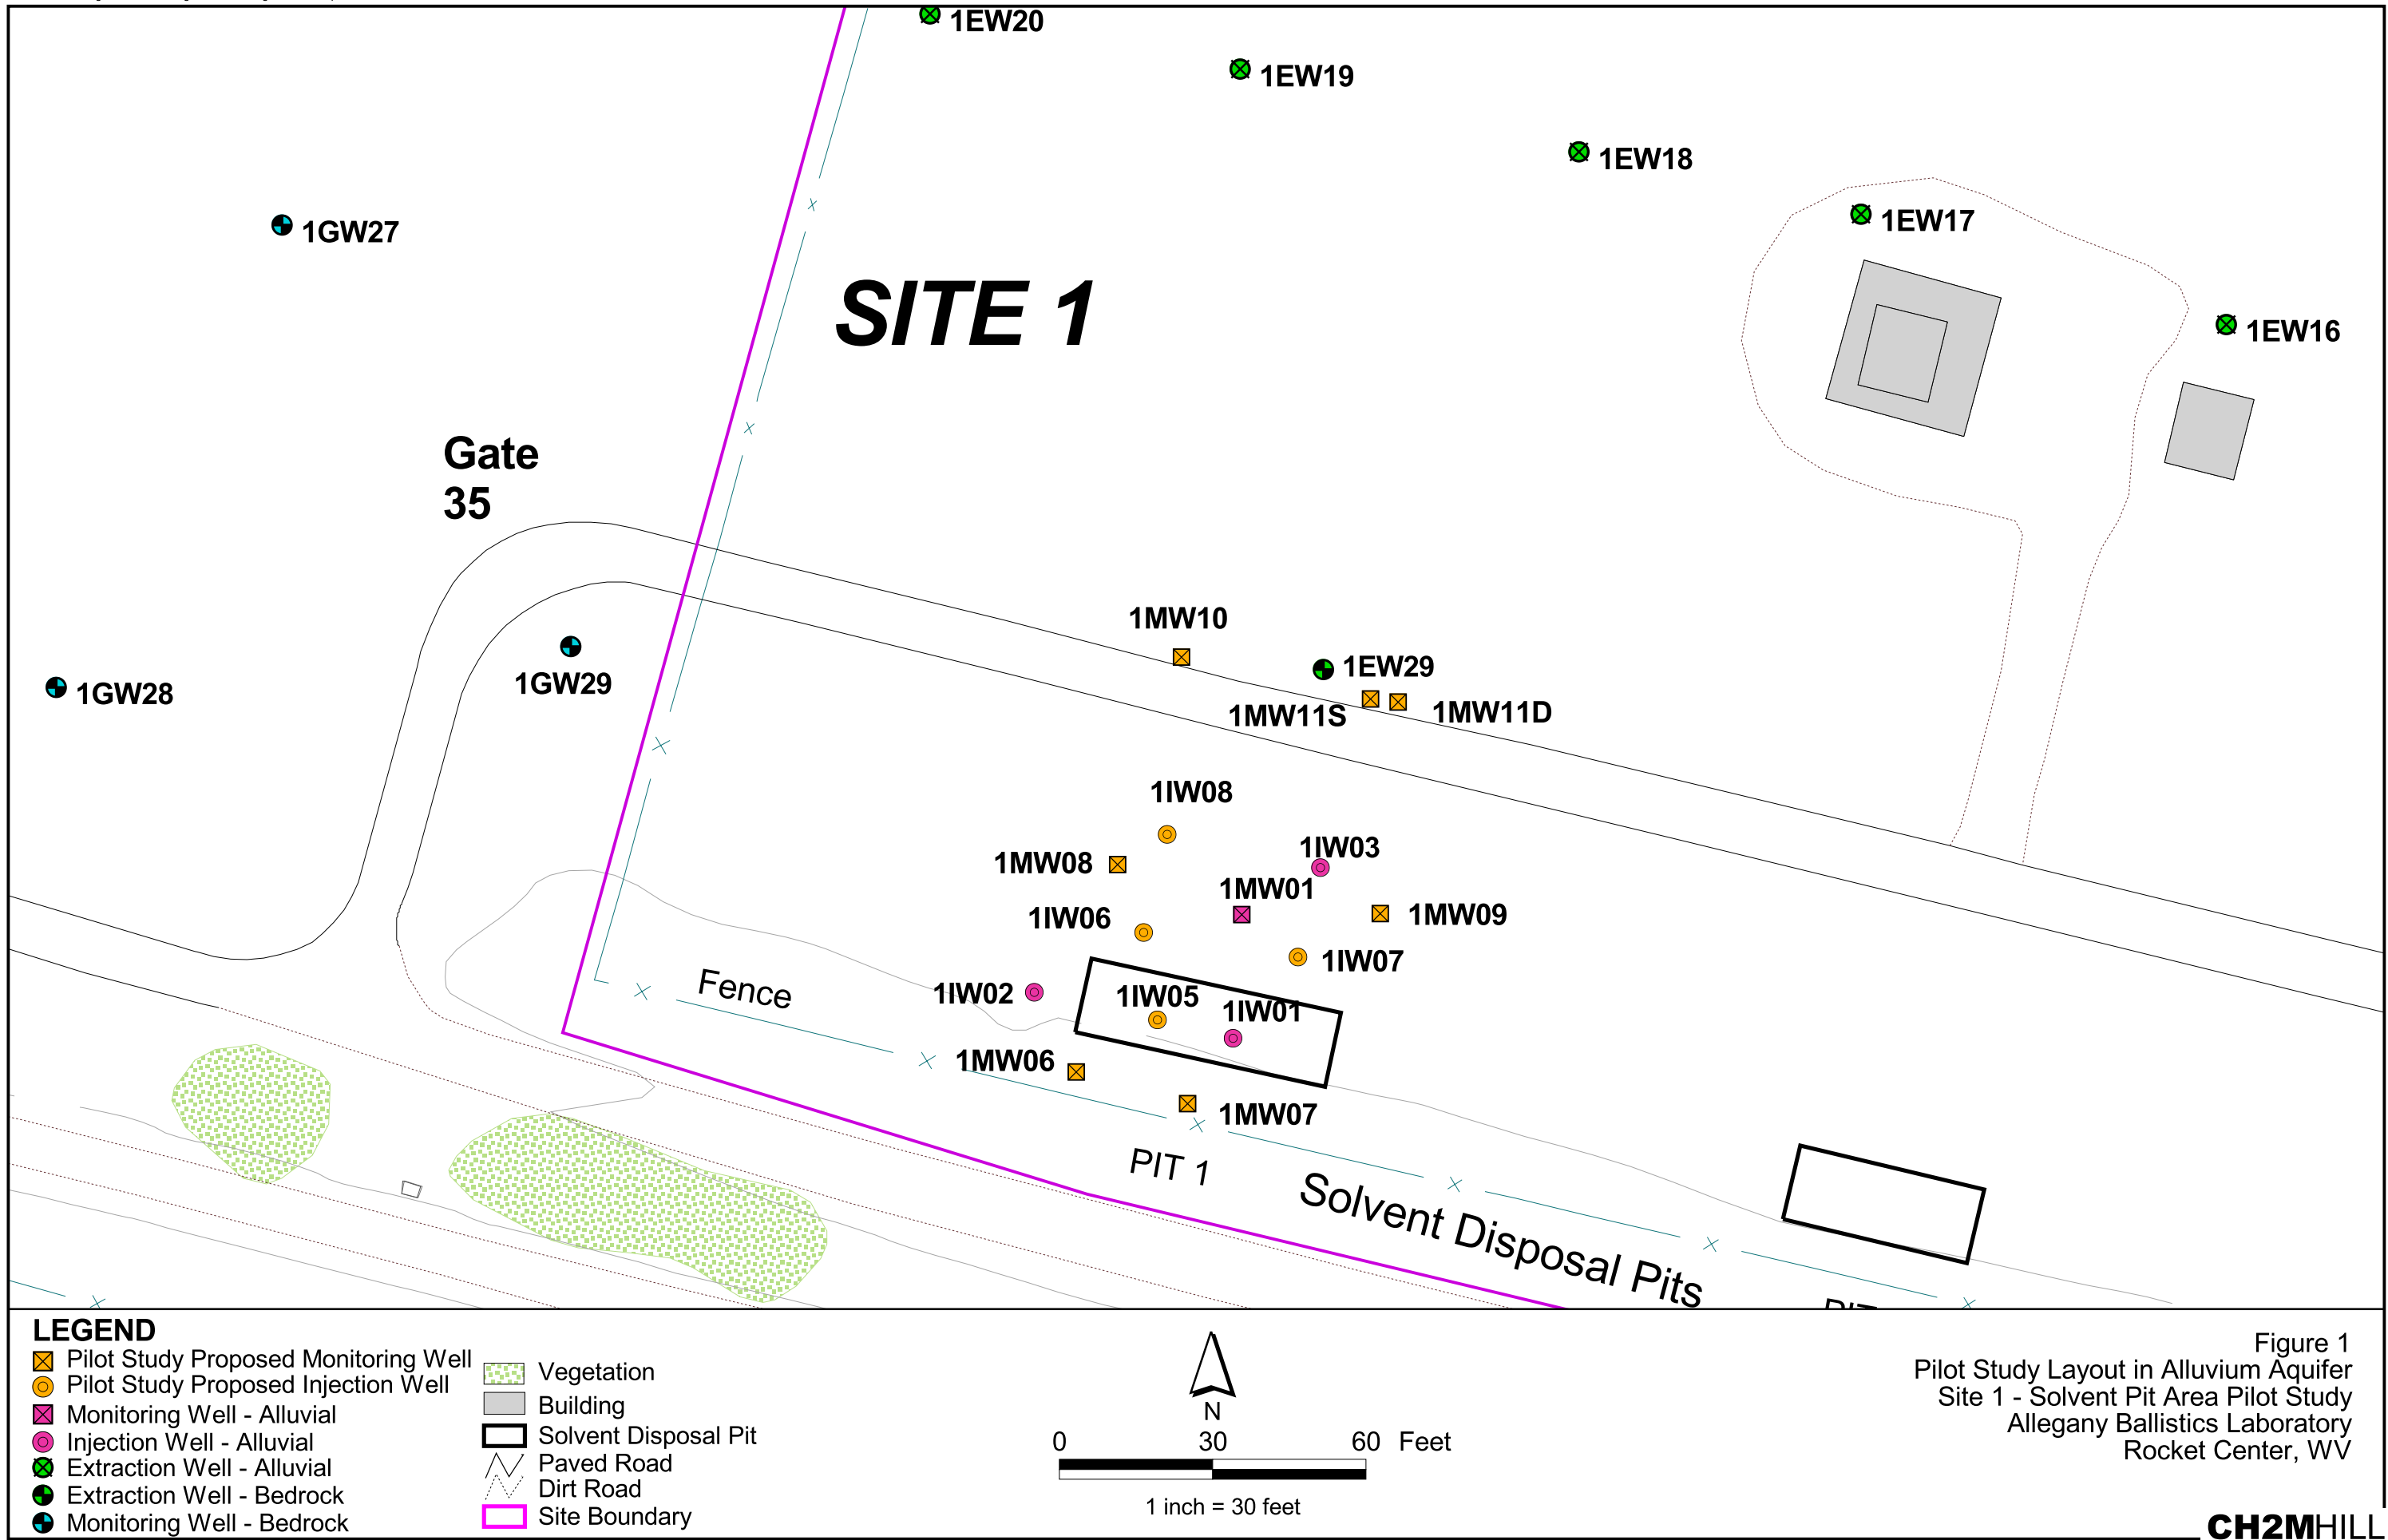 1EW20
1EW19
1EW18
1EW17
1GW27
SITE 1
1EW16
Gate
35
1MW10
1EW29
1GW29
1GW28
1MW11S
1MW11D
1IW08
1IW03
1MW08
1MW01
1IW06
1MW09
1IW07
Fence
1IW02
1IW05
1IW01
1MW06
1MW07
PIT 1
Solvent Disposal Pits
LEGEND
Pilot Study Proposed Monitoring Well
Pilot Study Proposed Injection Well
Monitoring Well - Alluvial
Injection Well - Alluvial
Extraction Well - Alluvial
Extraction Well - Bedrock
Monitoring Well - Bedrock
Vegetation
Building
Solvent Disposal Pit
Paved Road
Dirt Road
Site Boundary
N
0 30 60 Feet
1 inch = 30 feet
Figure 1
Pilot Study Layout in Alluvium Aquifer
Site 1 - Solvent Pit Area Pilot Study
Allegany Ballistics Laboratory
Rocket Center, WV
CH2MHILL